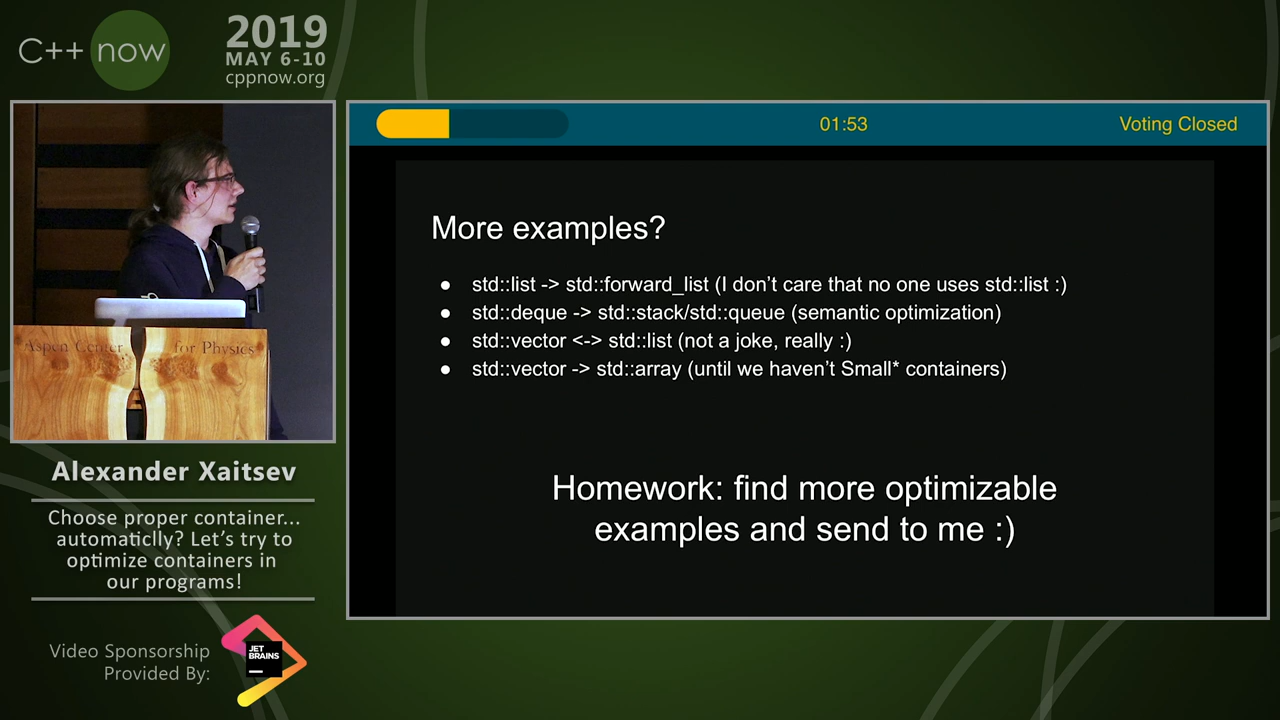 C++ now
2019
MAY 6-10
cppnow.org
01:53
Voting Closed
More examples?
● std::list -> std::forward_list (I don't care that no one uses std::list :)
● std::deque -> std::stack/std::queue (semantic optimization)
● std::vector <-> std::list (not a joke, really :)
● std::vector -> std::array (until we haven't Small* containers)
Homework: find more optimizable
examples and send to me :)
Aspen Center for Physics
Alexander Xaitsev
Choose proper container...
automaticlly? Let's try to
optimize containers in
our programs!
Video Sponsorship
Provided By:
JET
BRAINS